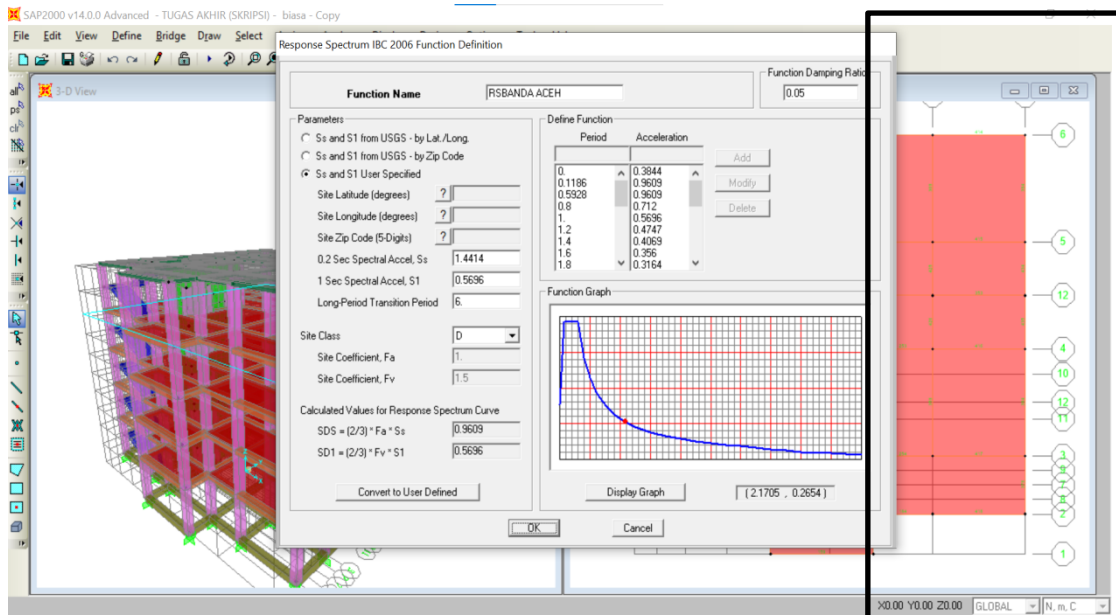 SAP2000 v14.0.0 Advanced - TUGAS AKHIR (SKRIPSI) - biasa - Copy
File Edit View Define Bridge Draw Select
3-D View
Response Spectrum IBC 2006 Function Definition
Function Name RSBANDA ACEH
Function Damping Ratio
0.05
Parameters
Ss and S1 from USGS - by Lat./Long.
Ss and S1 from USGS - by Zip Code
Ss and S1 User Specified
Site Latitude (degrees) ?
Site Longitude (degrees) ?
Site Zip Code (5-Digits) ?
0.2 Sec Spectral Accel, Ss 1.4414
1 Sec Spectral Accel, S1 0.5696
Long-Period Transition Period 6.
Site Class D
Site Coefficient, Fa 1.
Site Coefficient, Fv 1.5
Calculated Values for Response Spectrum Curve
SDS = (2/3) * Fa * Ss 0.9609
SD1 = (2/3) * Fv * S1 0.5696
Convert to User Defined
Define Function
Period Acceleration
0. 0.3844
0.1186 0.9609
0.5928 0.9609
0.8 0.712
1. 0.5696
1.2 0.4747
1.4 0.4069
1.6 0.356
1.8 0.3164
Add
Modify
Delete
Function Graph
Display Graph (2.1705 , 0.2654)
OK Cancel
6
5
12
4
10
12
11
3
2
1
X0.00 Y0.00 Z0.00 GLOBAL N, m, C